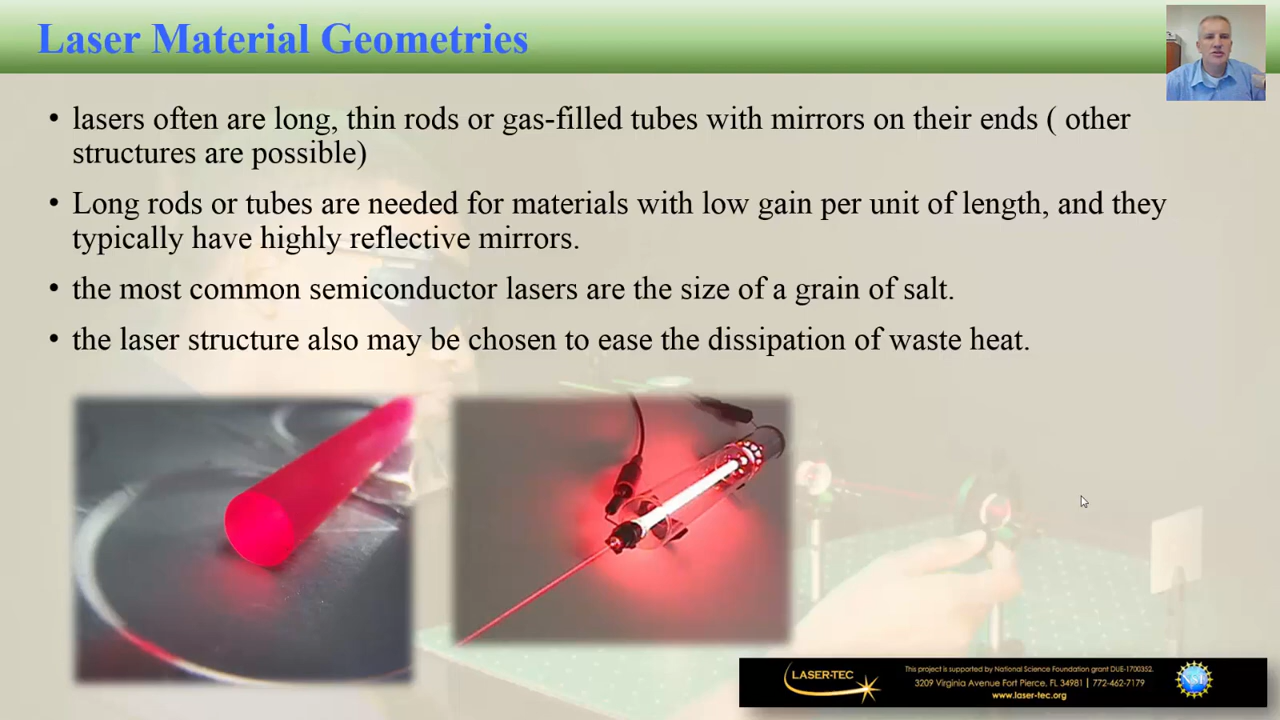 Laser Material Geometries
• lasers often are long, thin rods or gas-filled tubes with mirrors on their ends ( other
structures are possible)
• Long rods or tubes are needed for materials with low gain per unit of length, and they
typically have highly reflective mirrors.
• the most common semiconductor lasers are the size of a grain of salt.
• the laser structure also may be chosen to ease the dissipation of waste heat.
LASER-TEC
This project is supported by National Science Foundation grant DUE-1700352.
3209 Virginia Avenue Fort Pierce, FL 34981 | 772-462-7179
www.laser-tec.org
NSF